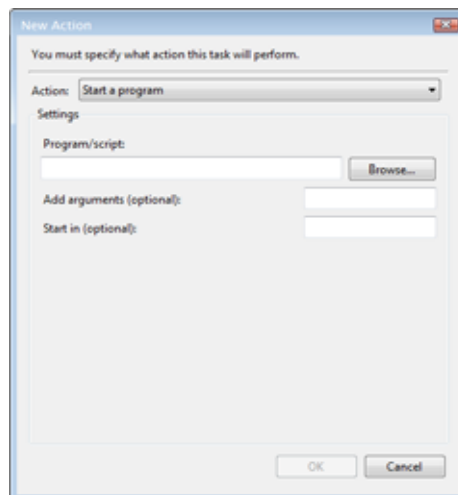 New Action
You must specify what action this task will perform.
Action: Start a program
Settings
Program/script:
Browse...
Add arguments (optional):
Start in (optional):
OK Cancel